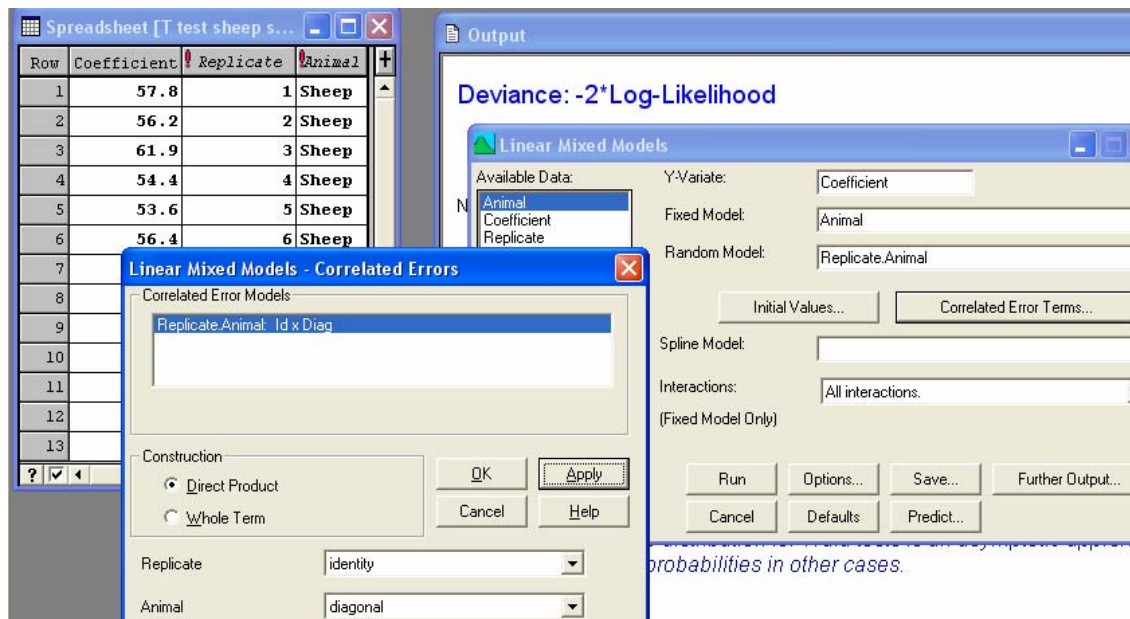 Spreadsheet [T test sheep s...
Row Coefficient ! Replicate !Animal +
1 57.8 1 Sheep
2 56.2 2 Sheep
3 61.9 3 Sheep
4 54.4 4 Sheep
5 53.6 5 Sheep
6 56.4 6 Sheep
7
8
9
10
11
12
13
?
Output
Deviance: -2*Log-Likelihood
N
Linear Mixed Models
Available Data:
Animal
Coefficient
Replicate
Y-Variate: Coefficient
Fixed Model: Animal
Random Model: Replicate.Animal
Initial Values... Correlated Error Terms...
Spline Model:
Interactions: All interactions.
(Fixed Model Only)
Run Options... Save... Further Output...
Cancel Defaults Predict...
Linear Mixed Models - Correlated Errors
Correlated Error Models
Replicate.Animal: Id x Diag
Construction
Direct Product
Whole Term
OK Apply
Cancel Help
Replicate identity
Animal diagonal
probabilities in other cases.